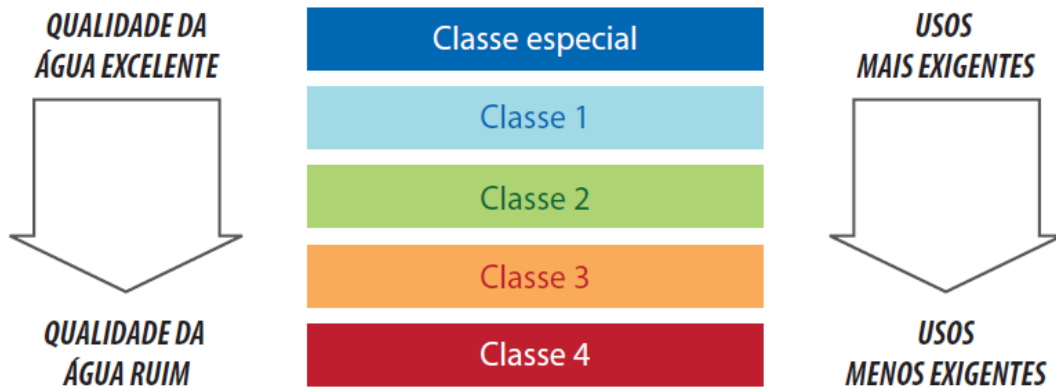 QUALIDADE DA
ÁGUA EXCELENTE
Classe especial
USOS
MAIS EXIGENTES
Classe 1
Classe 2
Classe 3
QUALIDADE DA
ÁGUA RUIM
Classe 4
USOS
MENOS EXIGENTES